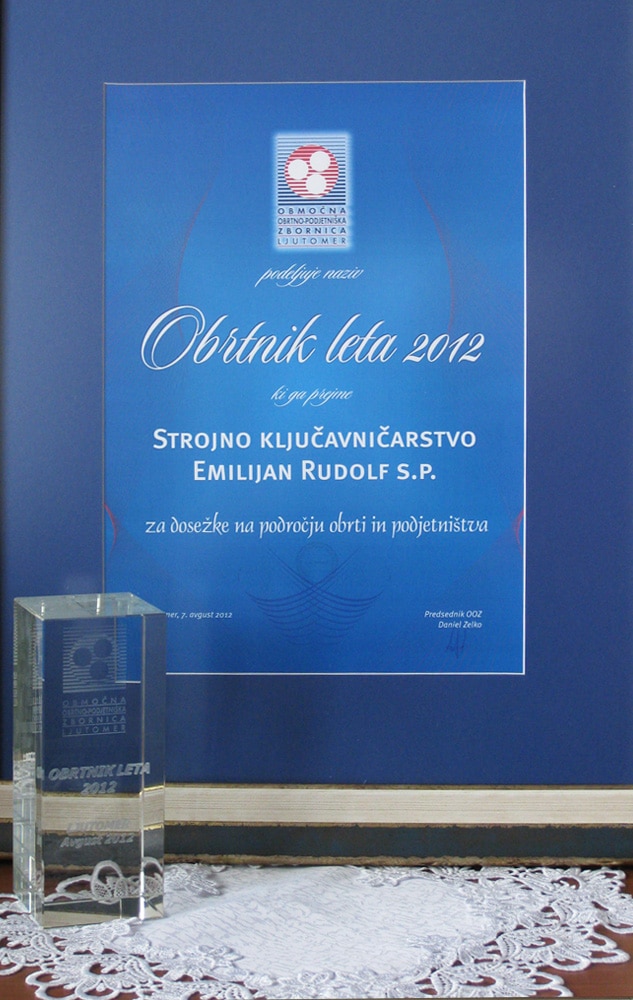 OBMOČNA
OBRTNO-PODJETNIŠKA
ZBORNICA
LJUTOMER
podeljuje naziv
Obrtnik leta 2012
ki ga prejme
STROJNO KLJUČAVNIČARSTVO
EMILIJAN RUDOLF S.P.
za dosežke na področju obrti in podjetništva
7. avgust 2012
Predsednik OOZ
Daniel Zelko
OBMOČNA
OBRTNO-PODJETNIŠKA
ZBORNICA
LJUTOMER
OBRTNIK LETA
2012
LJUTOMER
Avgust 2012